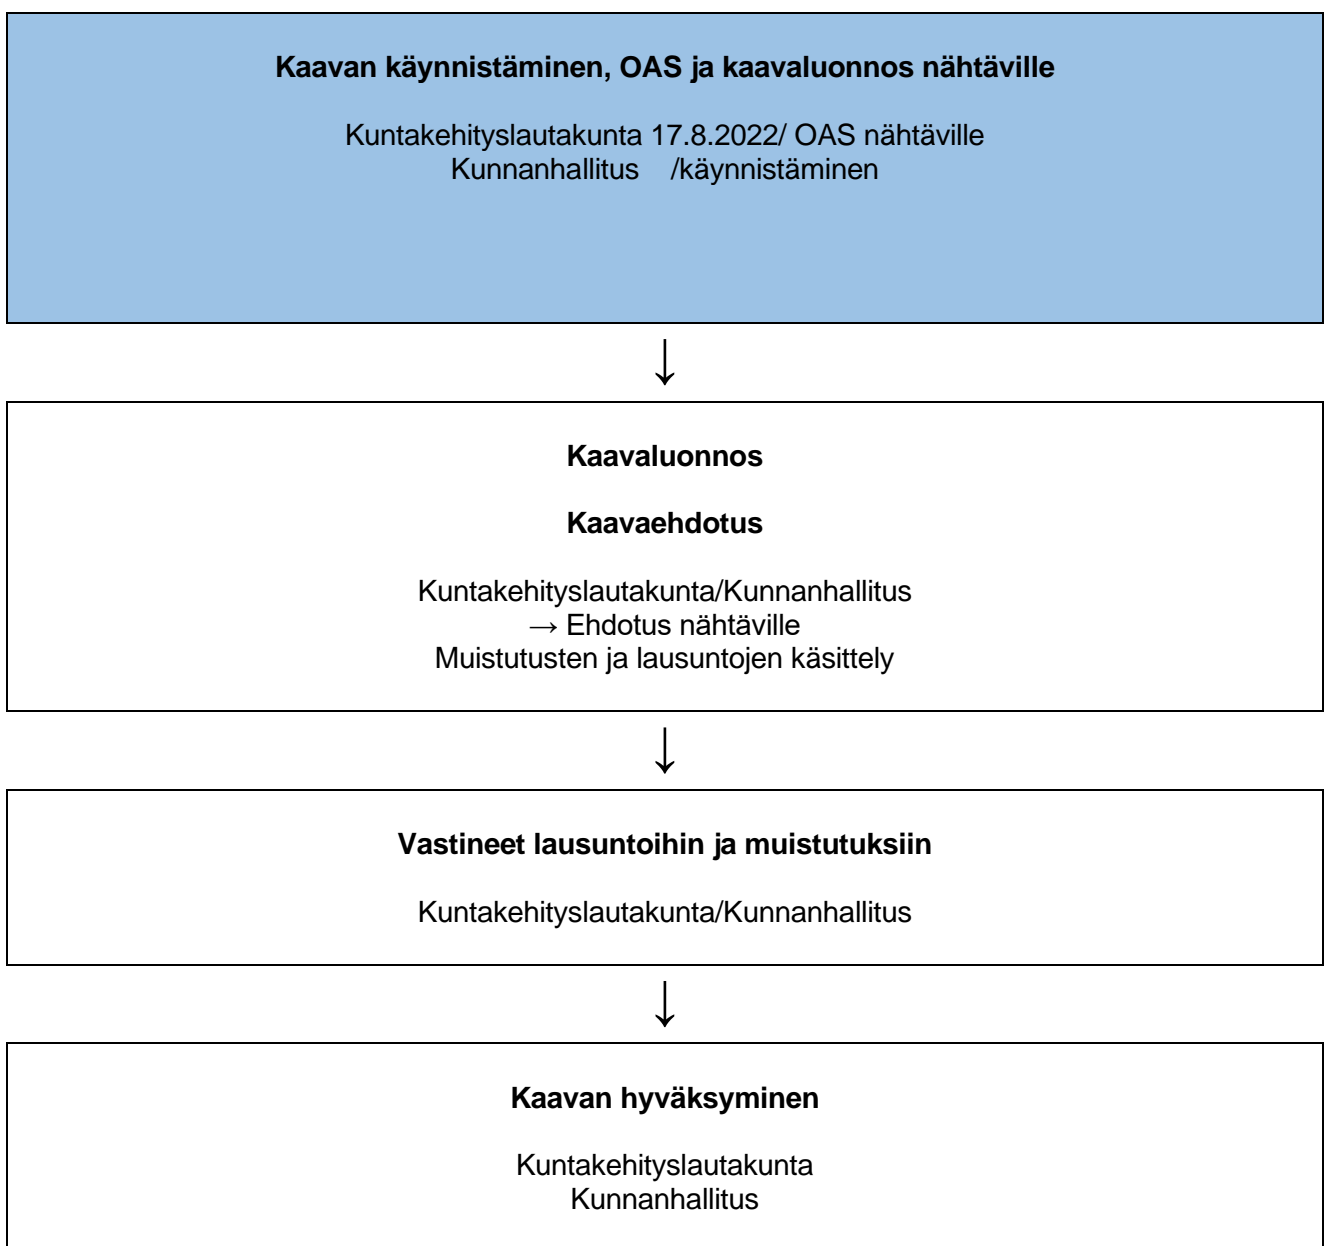 Kaavan käynnistäminen, OAS ja kaavaluonnos nähtäville
Kuntakehityslautakunta 17.8.2022/ OAS nähtäville
Kunnanhallitus /käynnistäminen
↓
Kaavaluonnos
Kaavaehdotus
Kuntakehityslautakunta/Kunnanhallitus
→ Ehdotus nähtäville
Muistutusten ja lausuntojen käsittely
↓
Vastineet lausuntoihin ja muistutuksiin
Kuntakehityslautakunta/Kunnanhallitus
↓
Kaavan hyväksyminen
Kuntakehityslautakunta
Kunnanhallitus